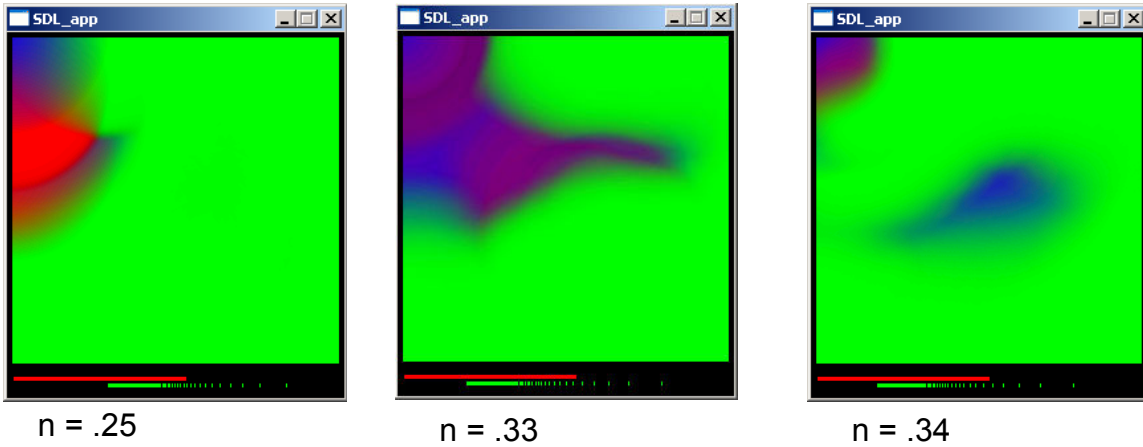 SDL_app
SDL_app
SDL_app
n = .25
n = .33
n = .34